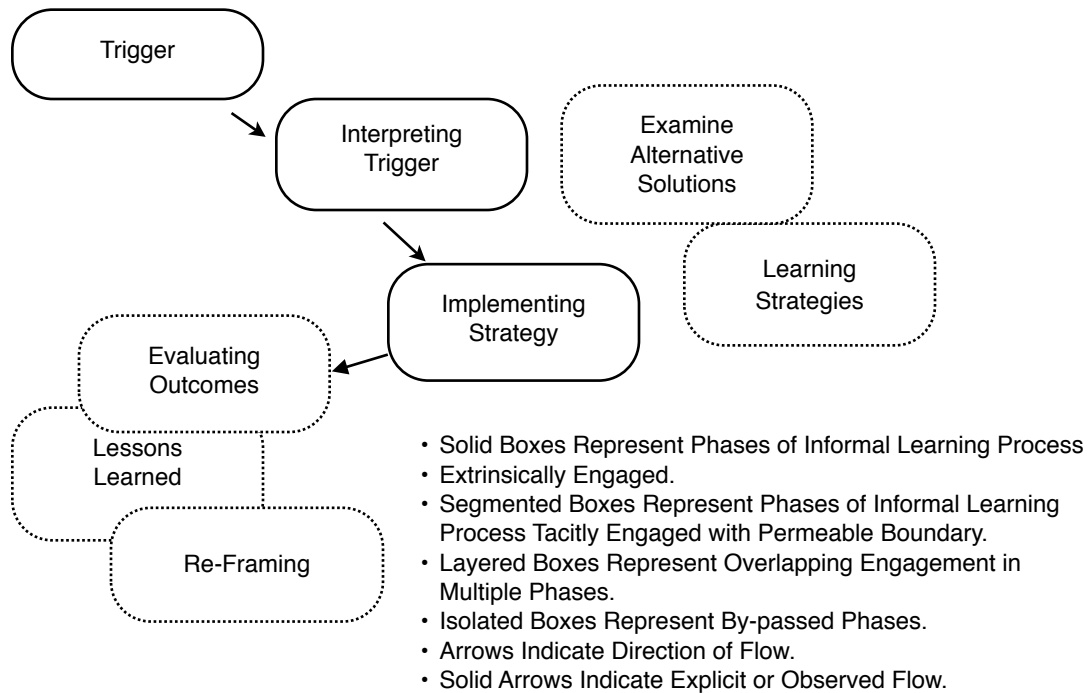 Trigger
Interpreting
Trigger
Examine
Alternative
Solutions
Learning
Strategies
Implementing
Strategy
Evaluating
Outcomes
Lessons
Learned
Re-Framing
• Solid Boxes Represent Phases of Informal Learning Process
• Extrinsically Engaged.
• Segmented Boxes Represent Phases of Informal Learning
Process Tacitly Engaged with Permeable Boundary.
• Layered Boxes Represent Overlapping Engagement in
Multiple Phases.
• Isolated Boxes Represent By-passed Phases.
• Arrows Indicate Direction of Flow.
• Solid Arrows Indicate Explicit or Observed Flow.